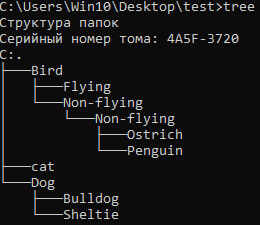 C:\Users\Win10\Desktop\test>tree
Структура папок
Серийный номер тома: 4A5F-3720
C:.
├───Bird
│   ├───Flying
│   └───Non-flying
│       └───Non-flying
│           ├───Ostrich
│           └───Penguin
├───cat
└───Dog
    ├───Bulldog
    └───Sheltie